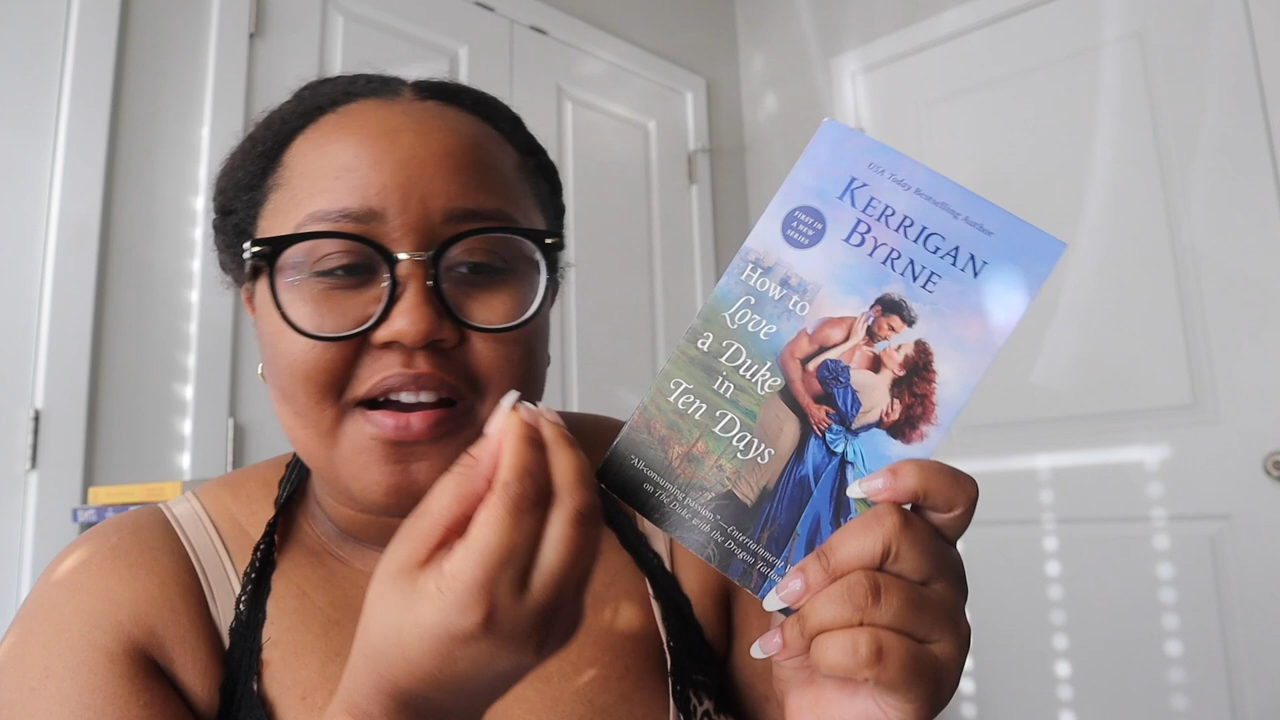 USA Today Bestselling Author
KERRIGAN
BYRNE
FIRST IN
A NEW
SERIES
How to
Love
a Duke
in
Ten Days
"All-consuming passion."—Entertainment
on The Duke with the Dragon Tattoo